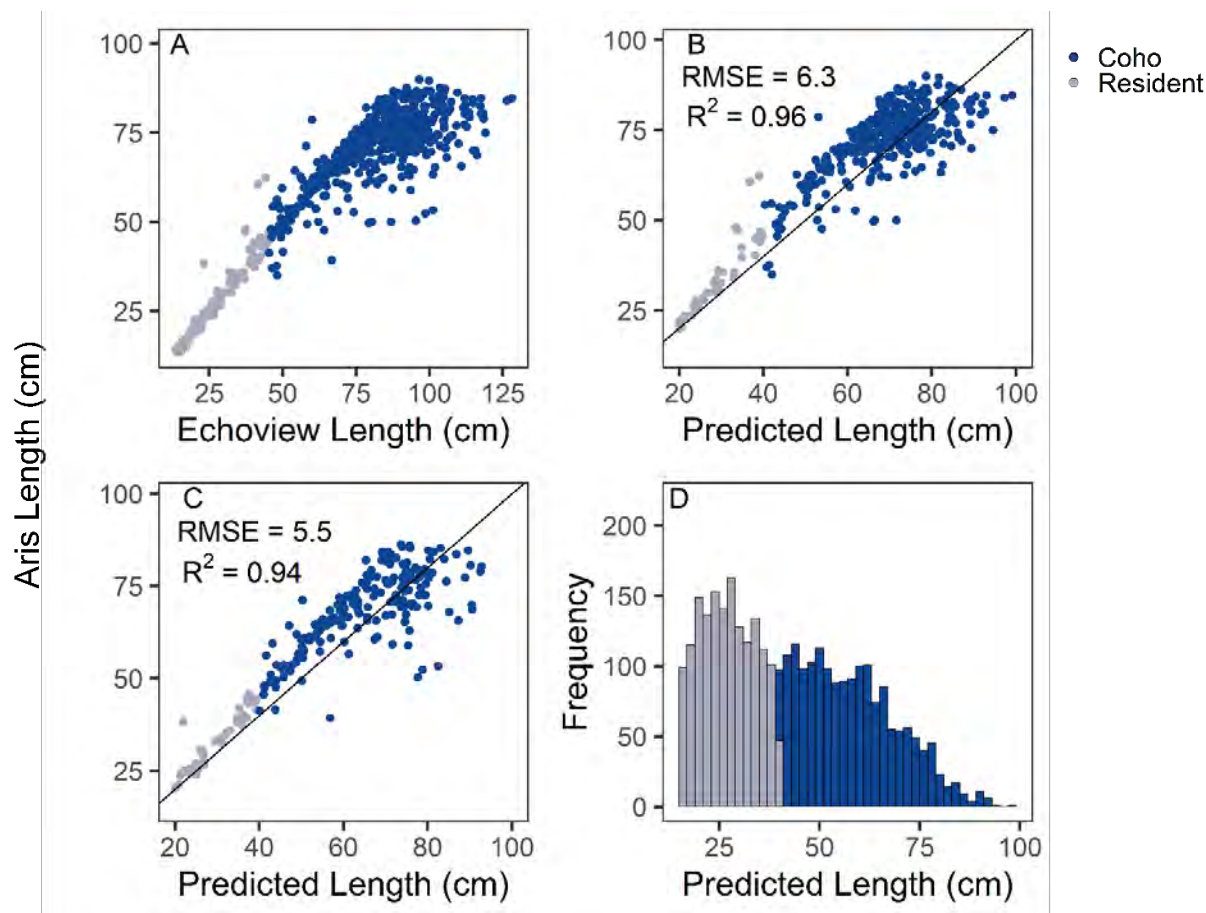 A
100
75
50
25
25
50
75
100
125
Echoview Length (cm)
B
RMSE = 6.3
R² = 0.96
100
75
50
25
20
40
60
80
100
Predicted Length (cm)
Coho
Resident
Aris Length (cm)
C
RMSE = 5.5
R² = 0.94
100
75
50
25
20
40
60
80
100
Predicted Length (cm)
D
Frequency
200
150
100
50
0
25
50
75
100
Predicted Length (cm)